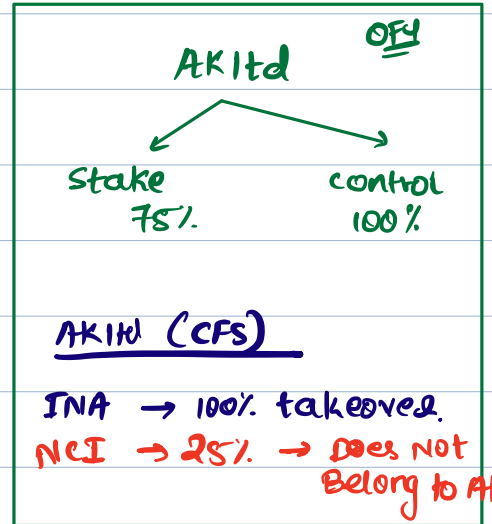 OFY
AK ltd
Stake
control
75%
100%
AK ltd (CFS)
INA → 100% takeover.
NCI → 25% → Does Not
Belong to AK